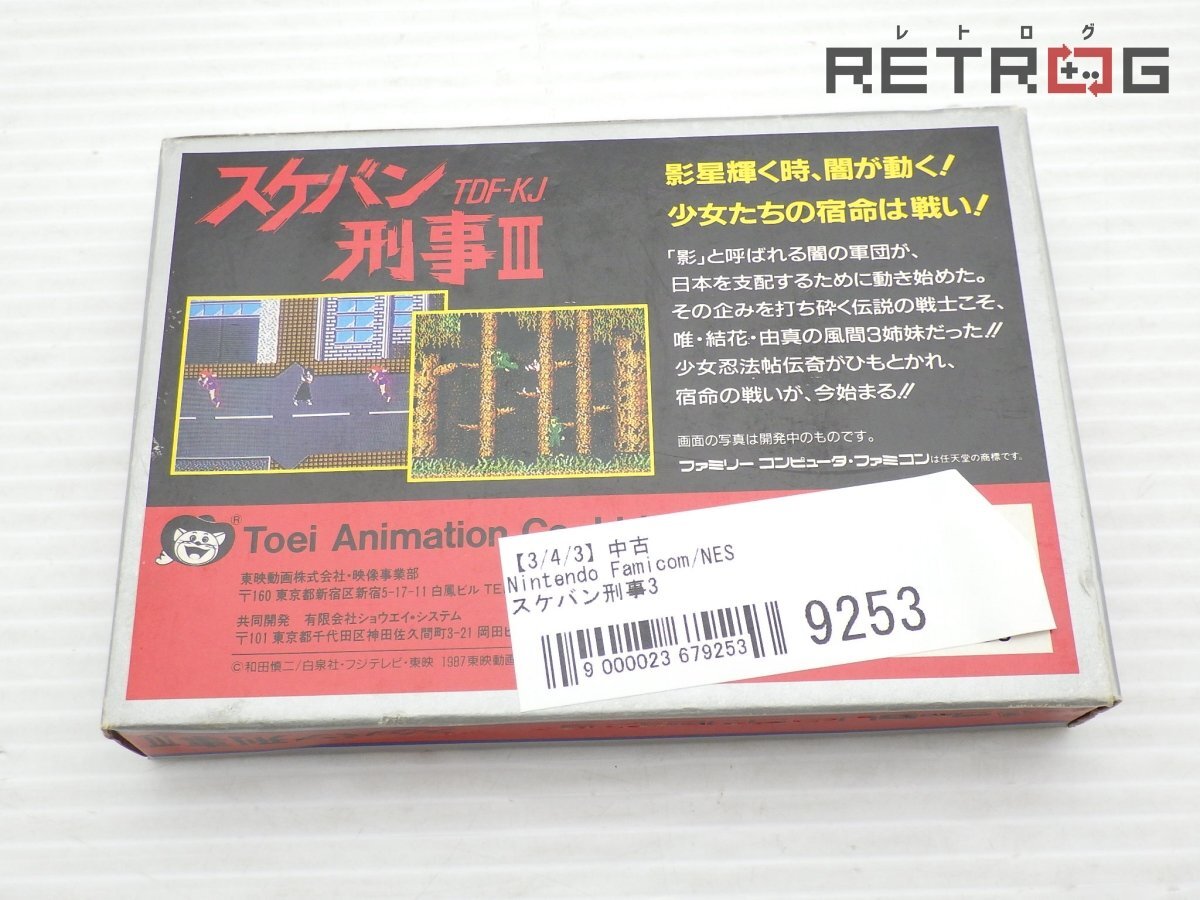 レトログ
RETROG
スケバン
刑事III
TDF-KJ
影星輝く時、闇が動く!
少女たちの宿命は戦い!
「影」と呼ばれる闇の軍団が、
日本を支配するために動き始めた。
その企みを打ち砕く伝説の戦士こそ、
唯・結花・由真の風間3姉妹だった!!
少女忍法帖伝奇がひもとかれ、
宿命の戦いが、今始まる!!
画面の写真は開発中のものです。
ファミリーコンピュータ・ファミコンは任天堂の商標です。
® Toei Animation Co.,
東映動画株式会社・映像事業部
〒160 東京都新宿区新宿5-17-11 白鳳ビル
共同開発 有限会社ショウエイ・システム
〒101 東京都千代田区神田佐久間町3-21
©和田慎二/白泉社・フジテレビ・東映 1987東映動画
【3/4/3】中古
Nintendo Famicom/NES
スケバン刑事3
9 000023 679253
9253